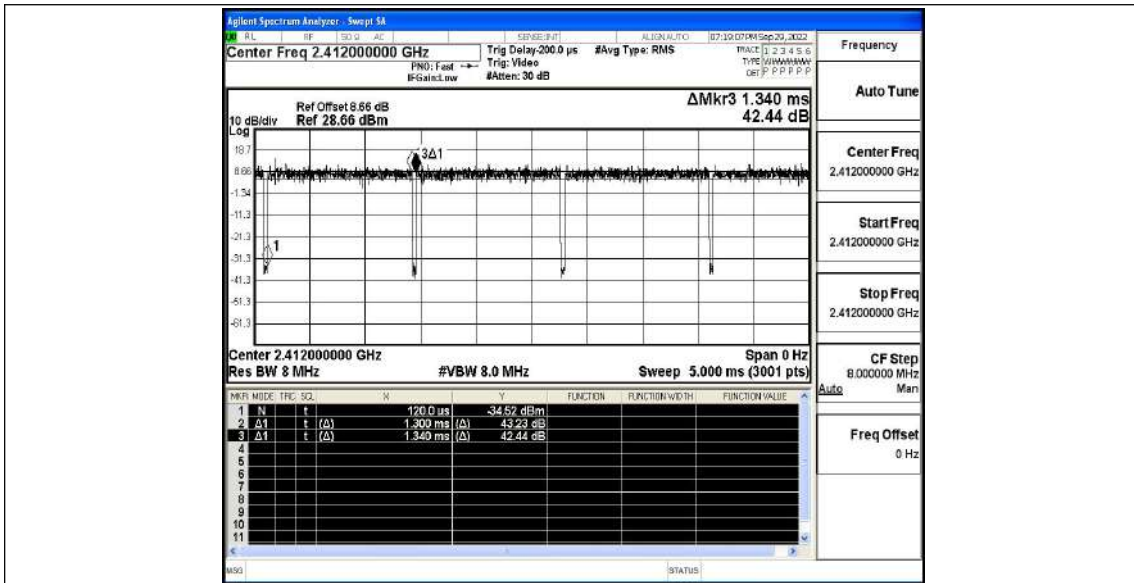 Agilent Spectrum Analyzer - Swept SA
RL RF 50 Ω AC SENSE:INT ALIGNAUTO 07:19:07PM Sep 29, 2022
Center Freq 2.412000000 GHz
PNO: Fast
IFGain:Low
Trig Delay-200.0 µs
Trig: Video
#Atten: 30 dB
#Avg Type: RMS
TRACE 1 2 3 4 5 6
TYPE
DET P P P P P P
Frequency
Auto Tune
Center Freq
2.412000000 GHz
Start Freq
2.412000000 GHz
Stop Freq
2.412000000 GHz
CF Step
8.000000 MHz
Auto Man
Freq Offset
0 Hz
ΔMkr3 1.340 ms
42.44 dB
Ref Offset 8.66 dB
10 dB/div Ref 28.66 dBm
Log
18.7
8.66
-1.34
-11.3
-21.3
-31.3
-41.3
-51.3
-61.3
3Δ1
1
Center 2.412000000 GHz Span 0 Hz
Res BW 8 MHz #VBW 8.0 MHz Sweep 5.000 ms (3001 pts)
MKR MODE TRC SCL X Y FUNCTION FUNCTION WIDTH FUNCTION VALUE
1 N t 120.0 us -34.52 dBm
2 Δ1 t (Δ) 1.300 ms (Δ) 43.23 dB
3 Δ1 t (Δ) 1.340 ms (Δ) 42.44 dB
4
5
6
7
8
9
10
11
MSG STATUS